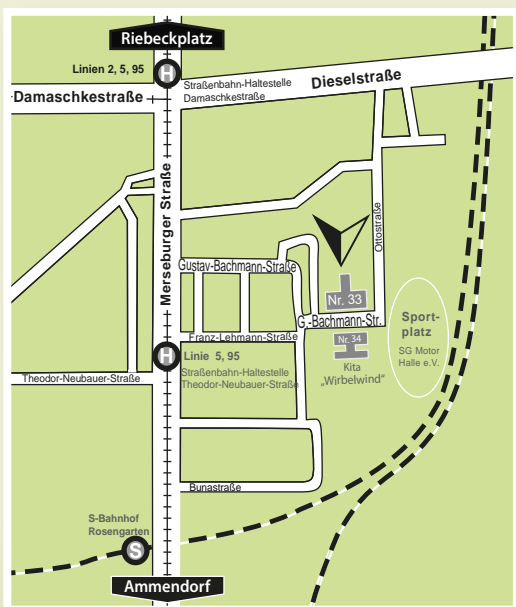 Riebeckplatz
Linien 2, 5, 95
H
Straßenbahn-Haltestelle
Damaschkestraße
Dieselstraße
Damaschkestraße
Merseburger Straße
Ottostraße
Gustav-Bachmann-Straße
Nr. 33
G.-Bachmann-Str.
Franz-Lehmann-Straße
Nr. 34
Kita
„Wirbelwind“
Sport-
platz
SG Motor
Halle e.V.
H
Linie 5, 95
Straßenbahn-Haltestelle
Theodor-Neubauer-Straße
Theodor-Neubauer-Straße
Bunastraße
S-Bahnhof
Rosengarten
S
Ammendorf